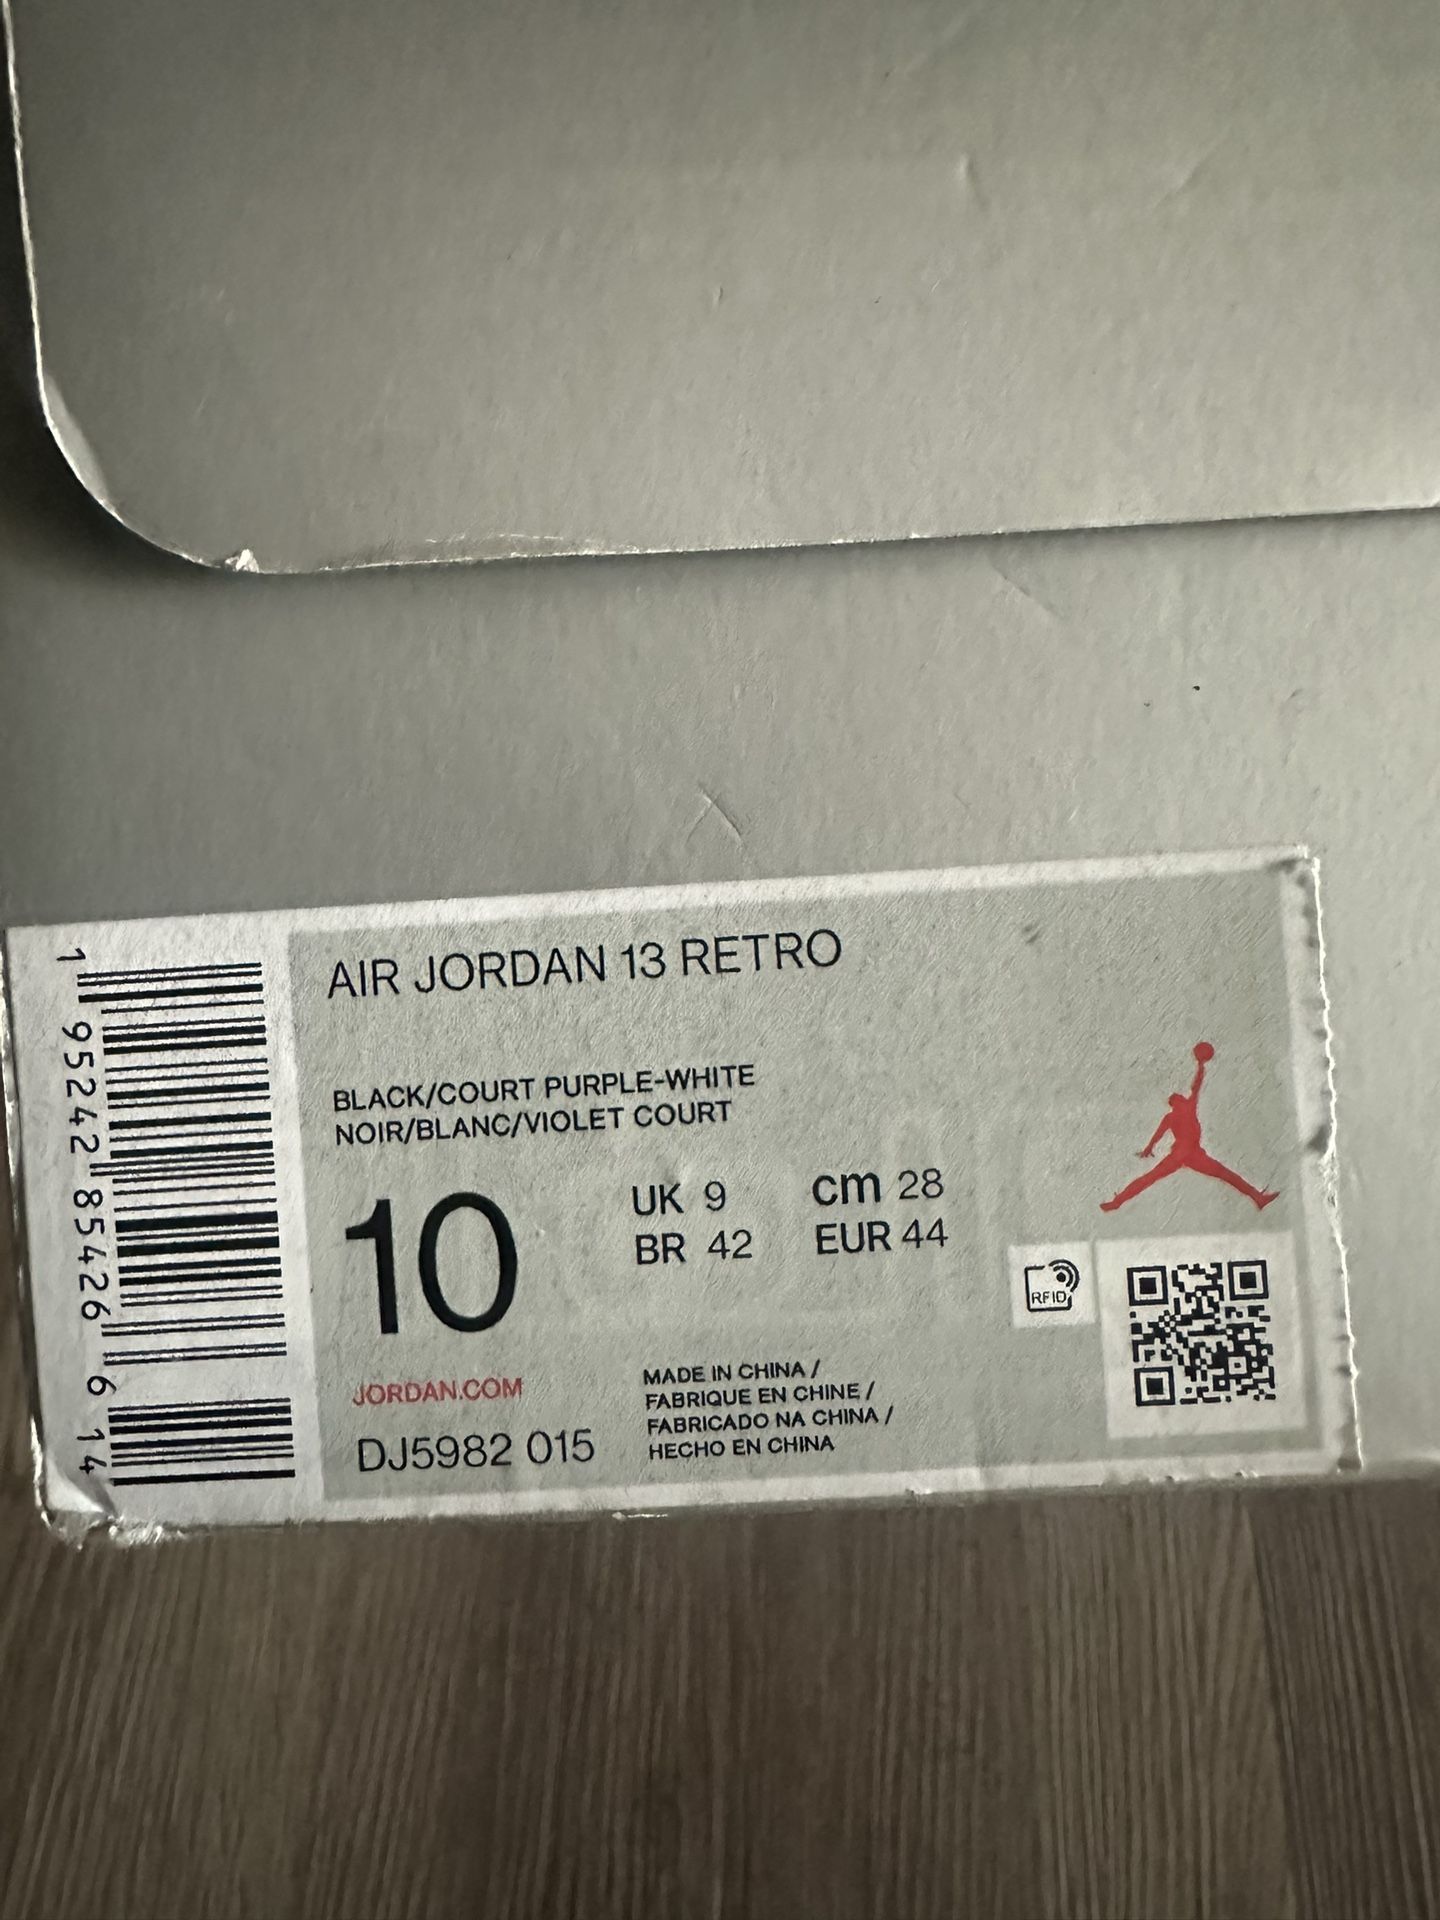 AIR JORDAN 13 RETRO
BLACK/COURT PURPLE-WHITE
NOIR/BLANC/VIOLET COURT
10
UK 9 cm 28
BR 42 EUR 44
RFID
JORDAN.COM
DJ5982 015
MADE IN CHINA /
FABRIQUE EN CHINE /
FABRICADO NA CHINA /
HECHO EN CHINA
1 95242 85426 6 14